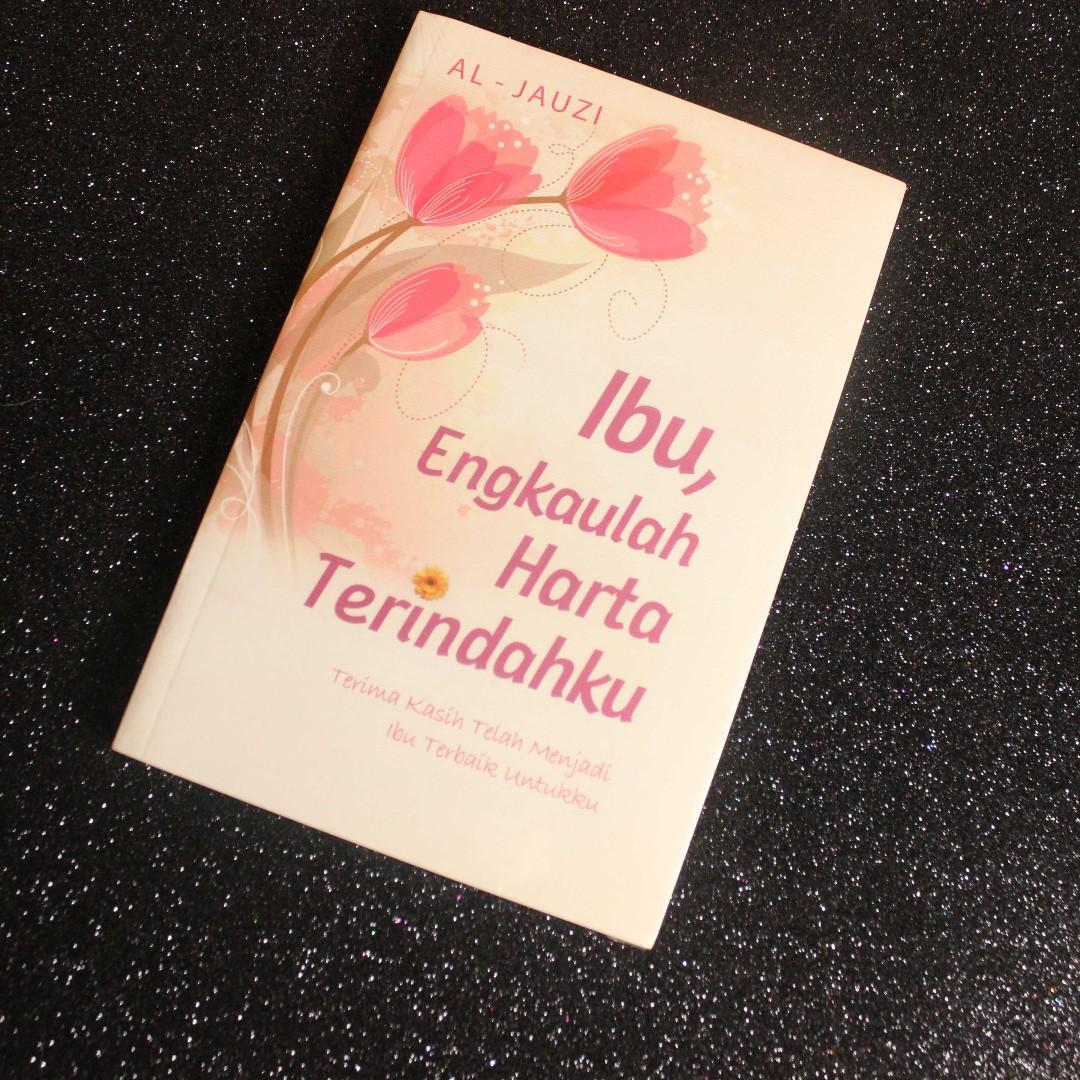 AL - JAUZI
Ibu,
Engkaulah
Harta
Terindahku
Terima Kasih Telah Menjadi
Ibu Terbaik Untukku